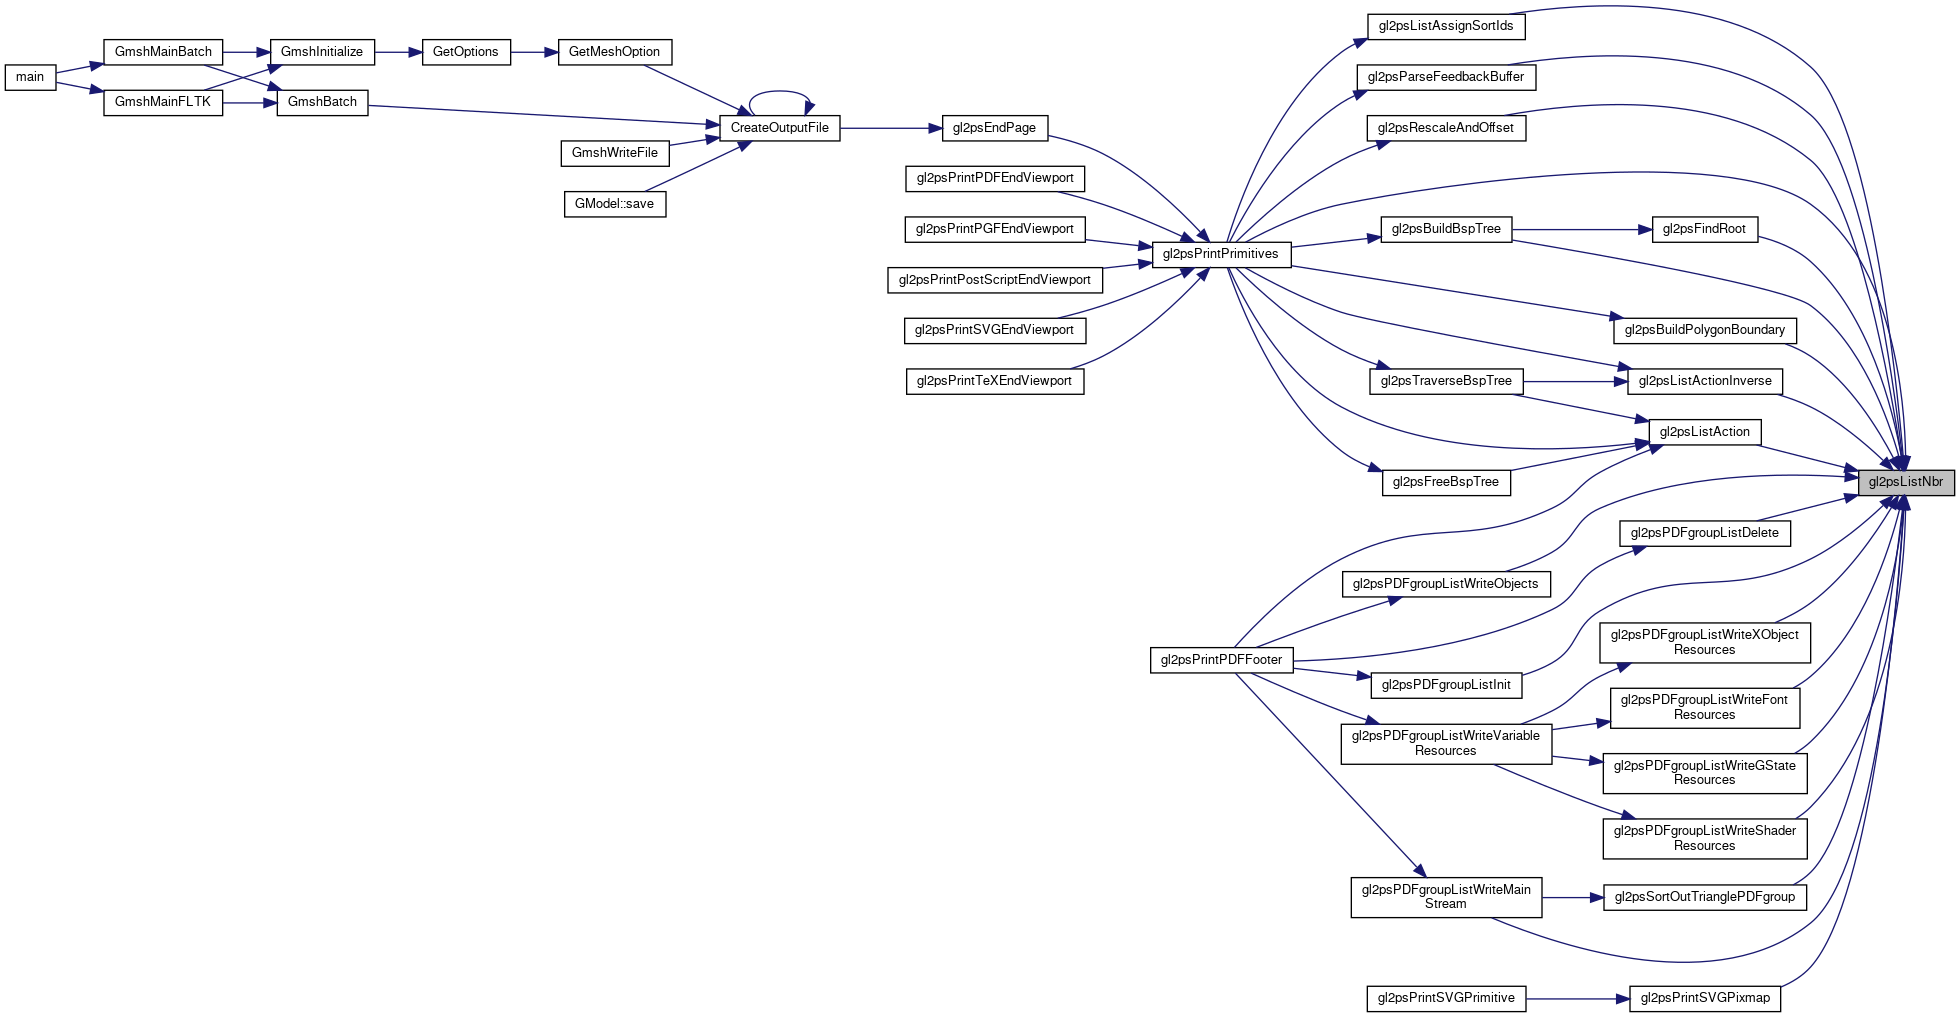 main
GmshMainBatch
GmshMainFLTK
GmshInitialize
GmshBatch
GetOptions
GetMeshOption
GmshWriteFile
GModel::save
CreateOutputFile
gl2psEndPage
gl2psPrintPDFEndViewport
gl2psPrintPGFEndViewport
gl2psPrintPostScriptEndViewport
gl2psPrintSVGEndViewport
gl2psPrintTeXEndViewport
gl2psPrintPrimitives
gl2psPrintPDFFooter
gl2psListAssignSortIds
gl2psParseFeedbackBuffer
gl2psRescaleAndOffset
gl2psBuildBspTree
gl2psFindRoot
gl2psBuildPolygonBoundary
gl2psTraverseBspTree
gl2psListActionInverse
gl2psListAction
gl2psFreeBspTree
gl2psListNbr
gl2psPDFgroupListDelete
gl2psPDFgroupListWriteObjects
gl2psPDFgroupListWriteXObject
Resources
gl2psPDFgroupListInit
gl2psPDFgroupListWriteFont
Resources
gl2psPDFgroupListWriteVariable
Resources
gl2psPDFgroupListWriteGState
Resources
gl2psPDFgroupListWriteShader
Resources
gl2psPDFgroupListWriteMain
Stream
gl2psSortOutTrianglePDFgroup
gl2psPrintSVGPrimitive
gl2psPrintSVGPixmap